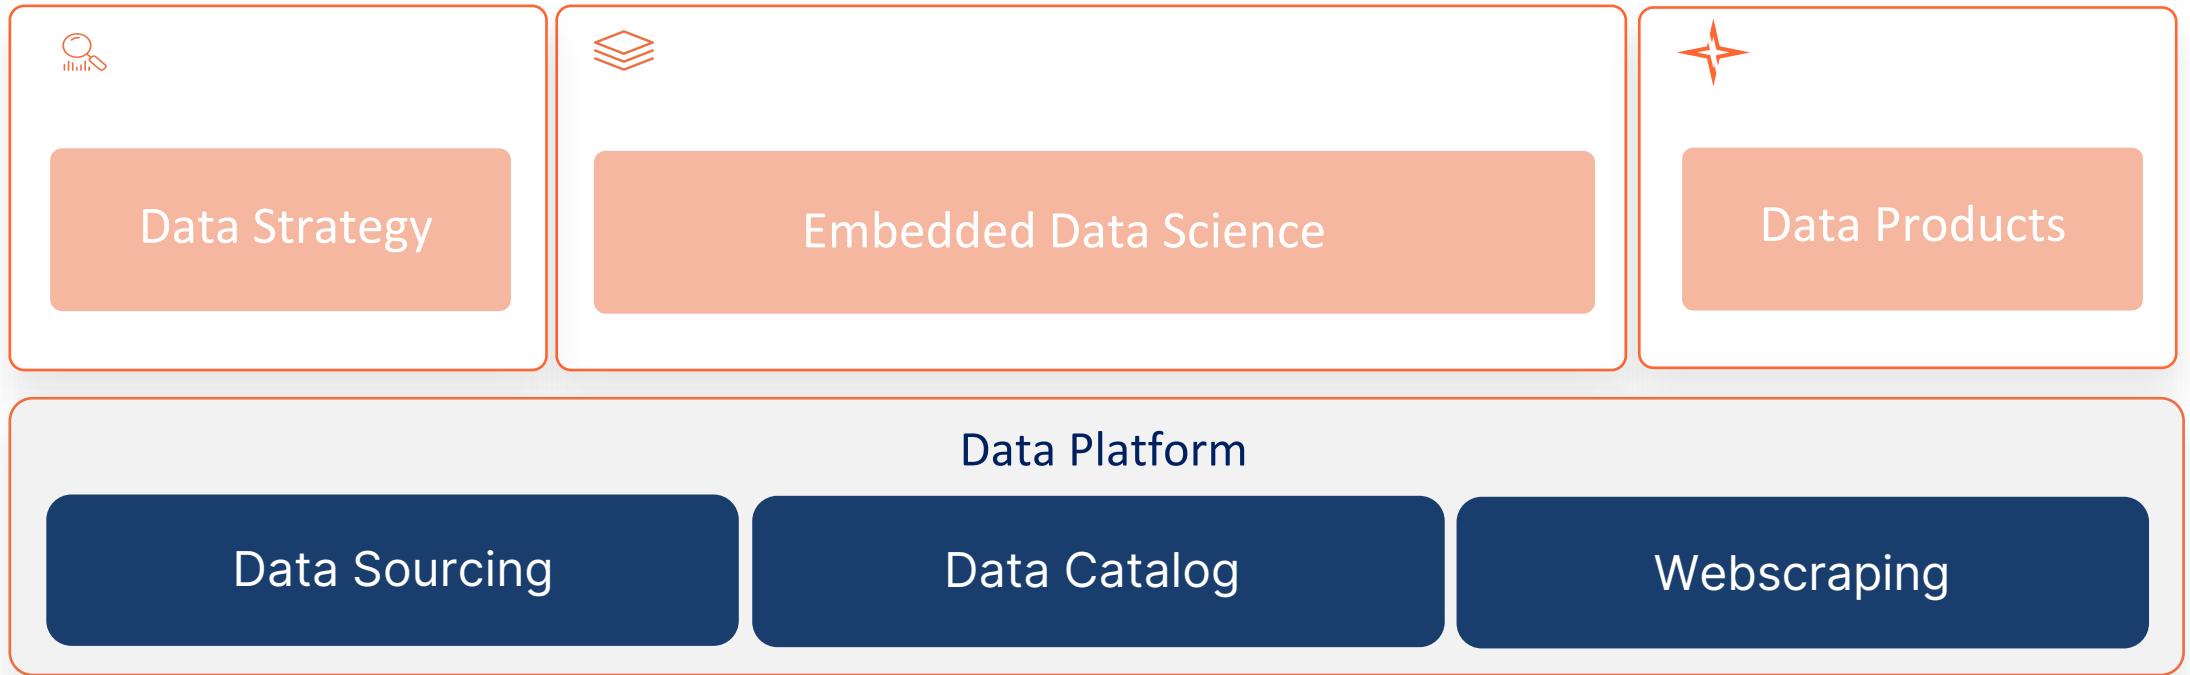 Data Strategy
Embedded Data Science
Data Products
Data Platform
Data Sourcing
Data Catalog
Webscraping